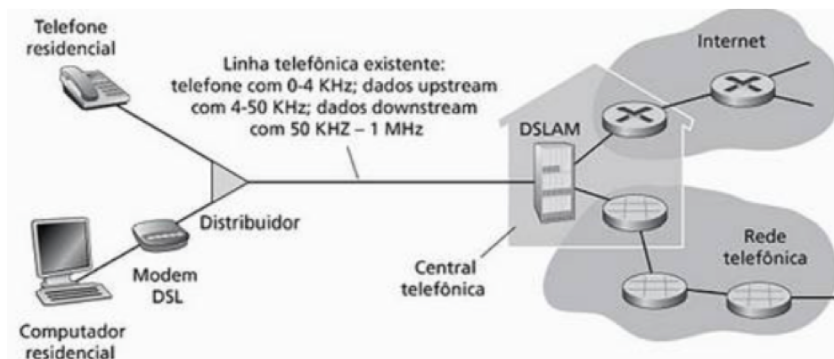 Telefone
residencial
Linha telefônica existente:
telefone com 0-4 KHz; dados upstream
com 4-50 KHz; dados downstream
com 50 KHZ – 1 MHz
Internet
DSLAM
Distribuidor
Modem
DSL
Computador
residencial
Central
telefônica
Rede
telefônica